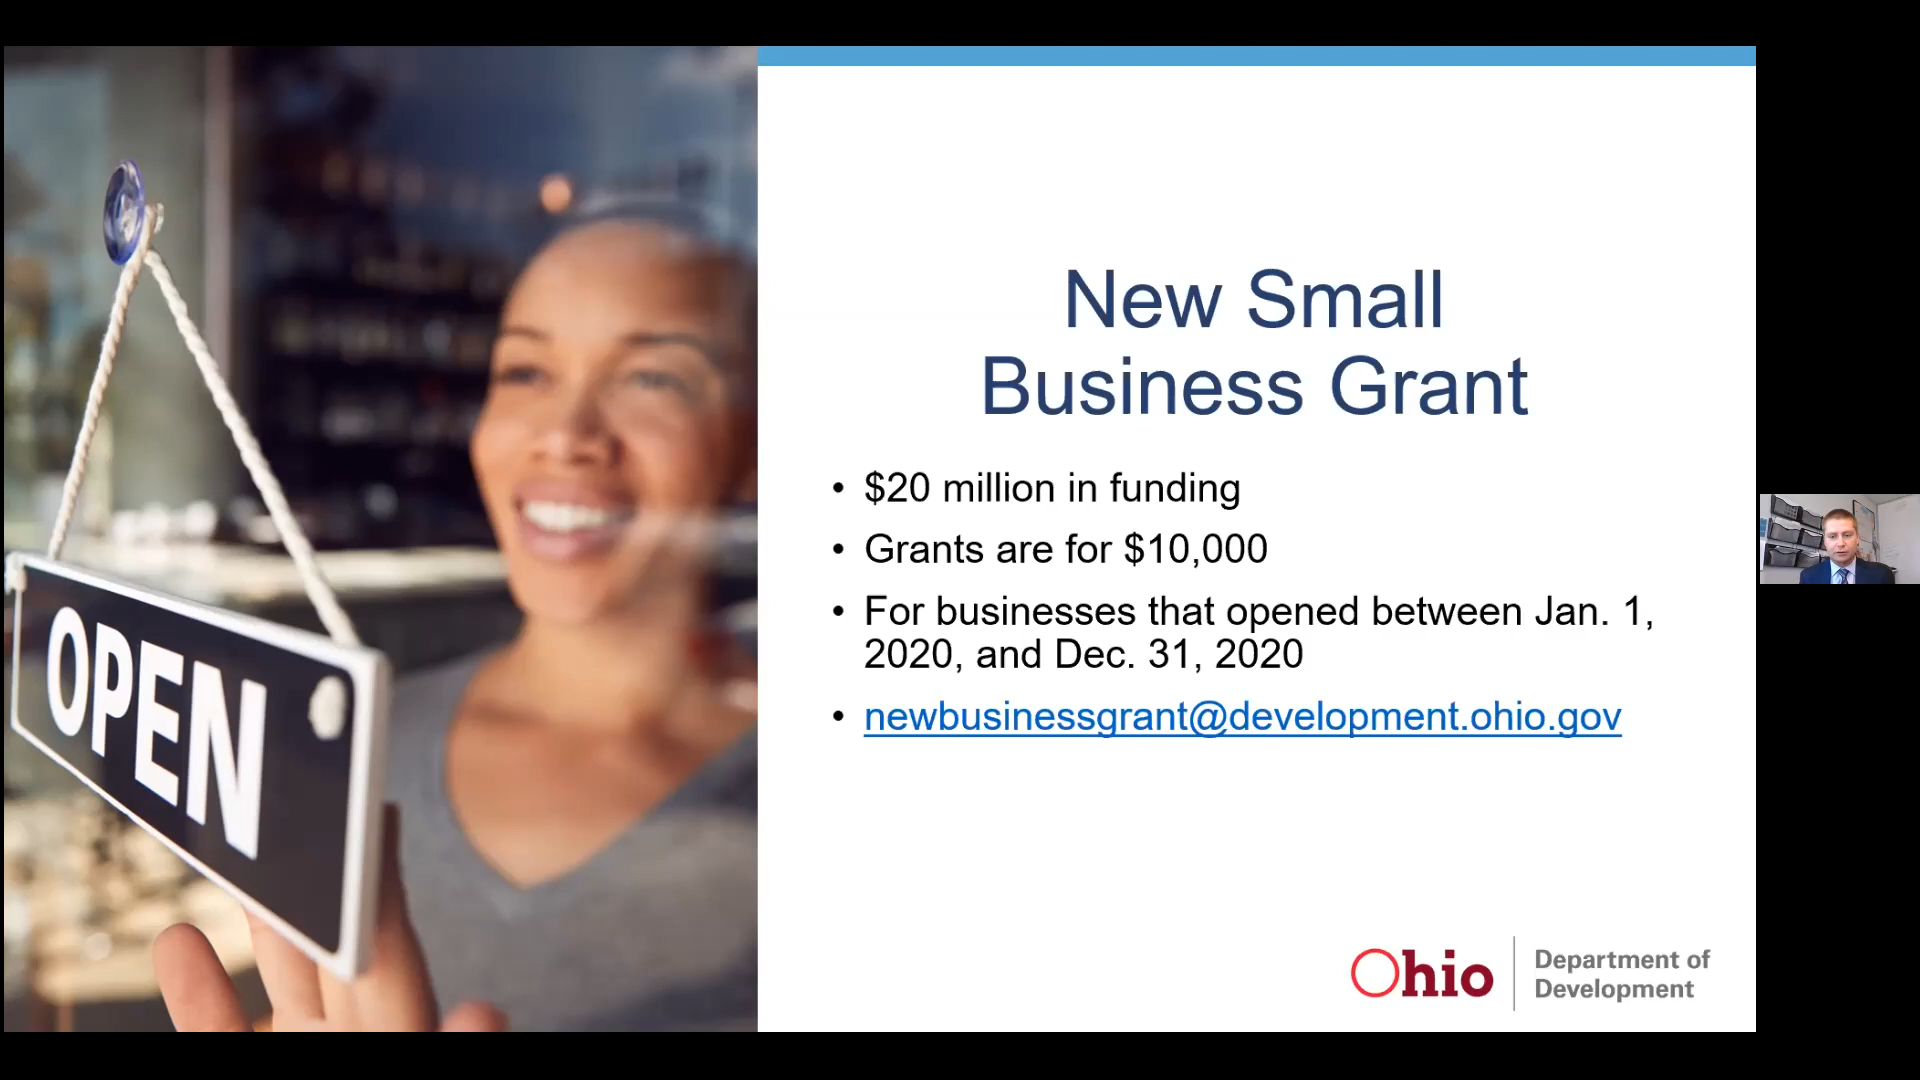 OPEN
New Small
Business Grant
• $20 million in funding
• Grants are for $10,000
• For businesses that opened between Jan. 1,
2020, and Dec. 31, 2020
• newbusinessgrant@development.ohio.gov
Ohio
Department of
Development